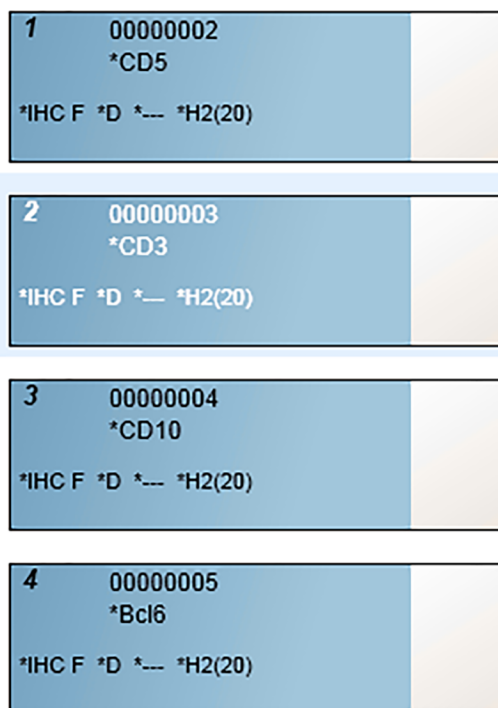 1 00000002
*CD5
*IHC F *D *--- *H2(20)
2 00000003
*CD3
*IHC F *D *--- *H2(20)
3 00000004
*CD10
*IHC F *D *--- *H2(20)
4 00000005
*Bcl6
*IHC F *D *--- *H2(20)